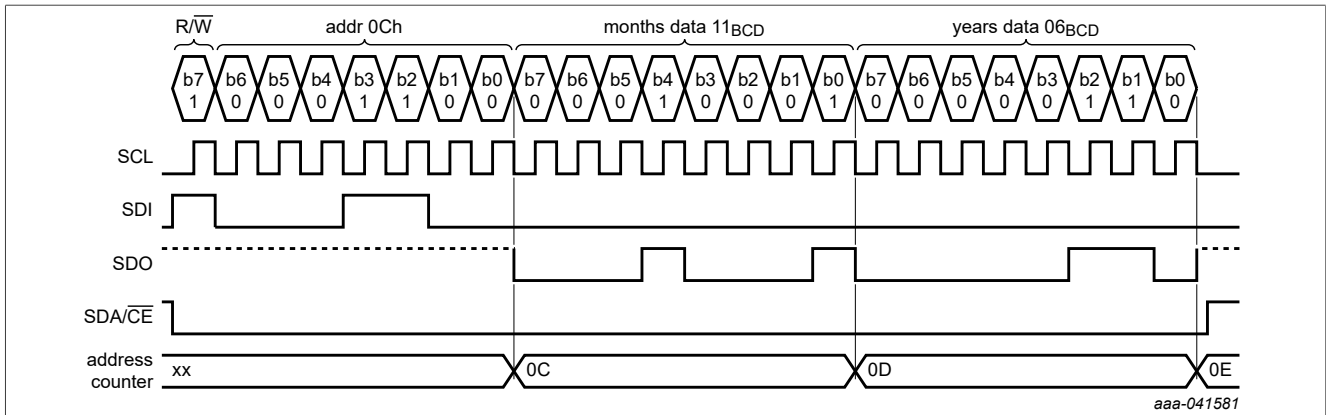 R/W addr 0Ch months data 11BCD years data 06BCD
b7 b6 b5 b4 b3 b2 b1 b0 b7 b6 b5 b4 b3 b2 b1 b0 b7 b6 b5 b4 b3 b2 b1 b0
1 0 0 0 1 1 0 0 0 0 0 1 0 0 0 1 0 0 0 0 0 1 1 0
SCL
SDI
SDO
SDA/CE
address
counter
xx 0C 0D 0E
aaa-041581